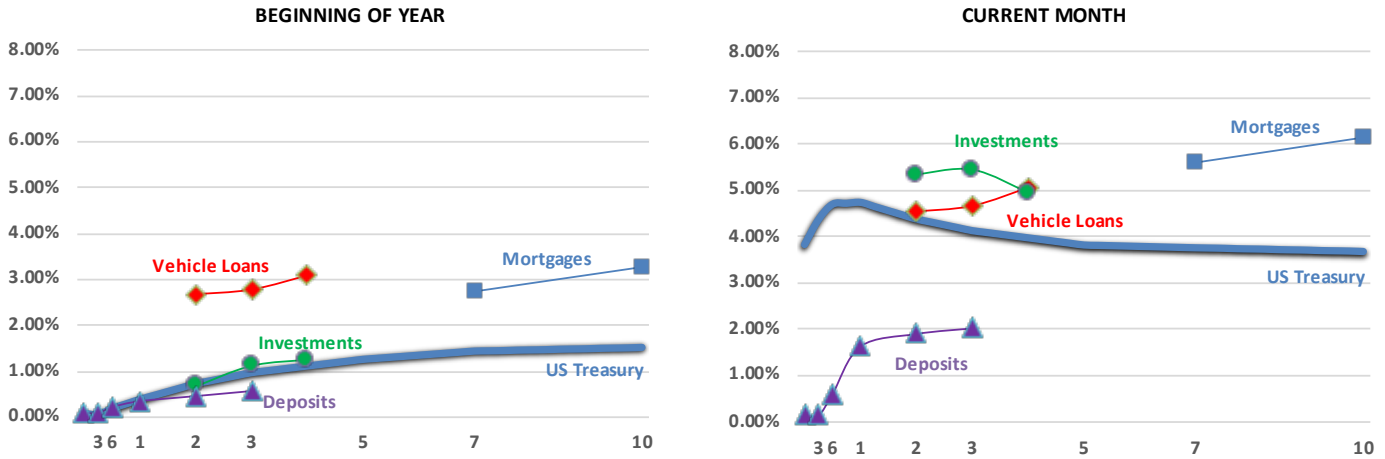 BEGINNING OF YEAR
8.00%
7.00%
6.00%
5.00%
4.00%
3.00%
2.00%
1.00%
0.00%
Vehicle Loans
Mortgages
Investments
US Treasury
Deposits
3 6 1 2 3 5 7 10
CURRENT MONTH
8.00%
7.00%
6.00%
5.00%
4.00%
3.00%
2.00%
1.00%
0.00%
Mortgages
Investments
Vehicle Loans
US Treasury
Deposits
3 6 1 2 3 5 7 10